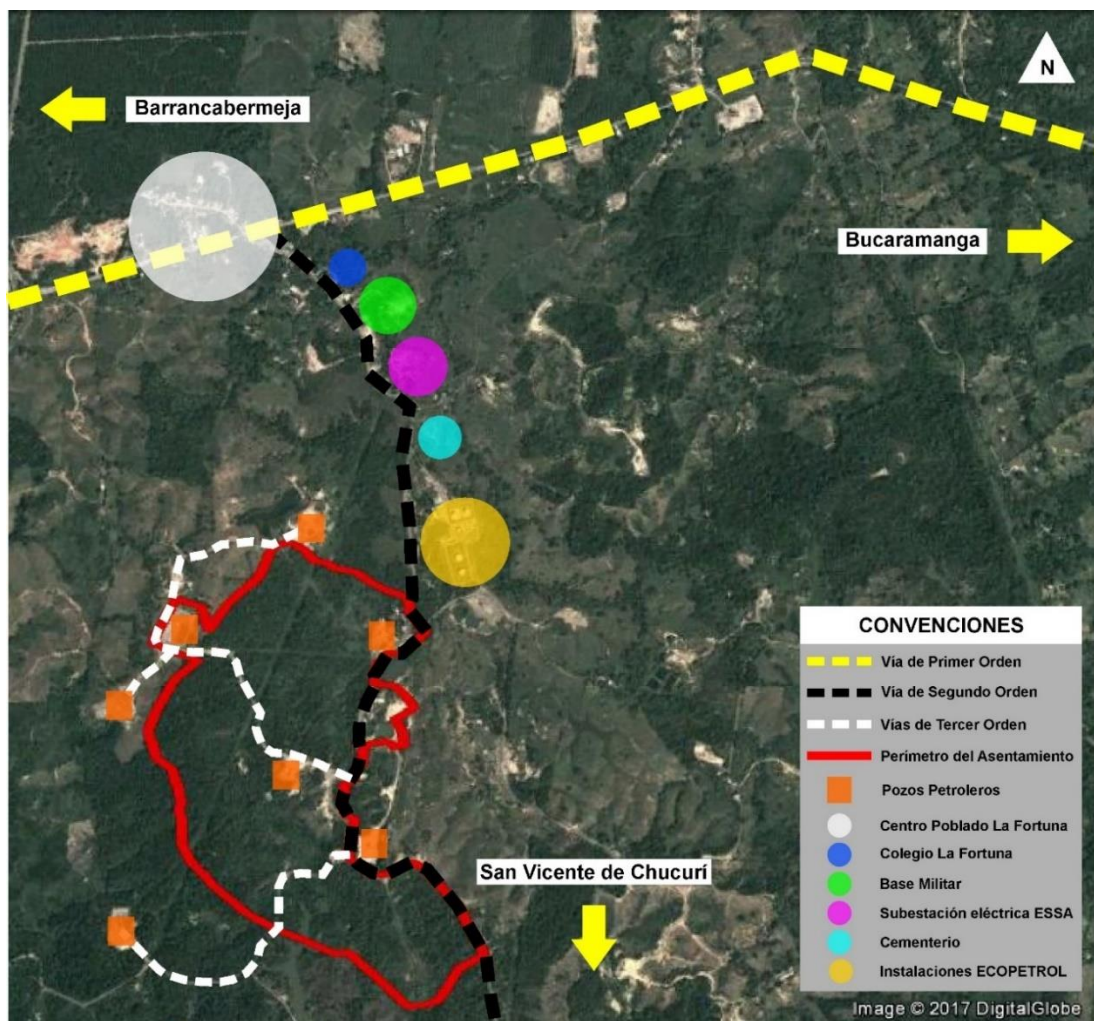 N
Barrancabermeja
Bucaramanga
San Vicente de Chucurí
CONVENCIONES
Vía de Primer Orden
Vía de Segundo Orden
Vías de Tercer Orden
Perimetro del Asentamiento
Pozos Petroleros
Centro Poblado La Fortuna
Colegio La Fortuna
Base Militar
Subestación eléctrica ESSA
Cementerio
Instalaciones ECOPETROL
Image © 2017 DigitalGlobe